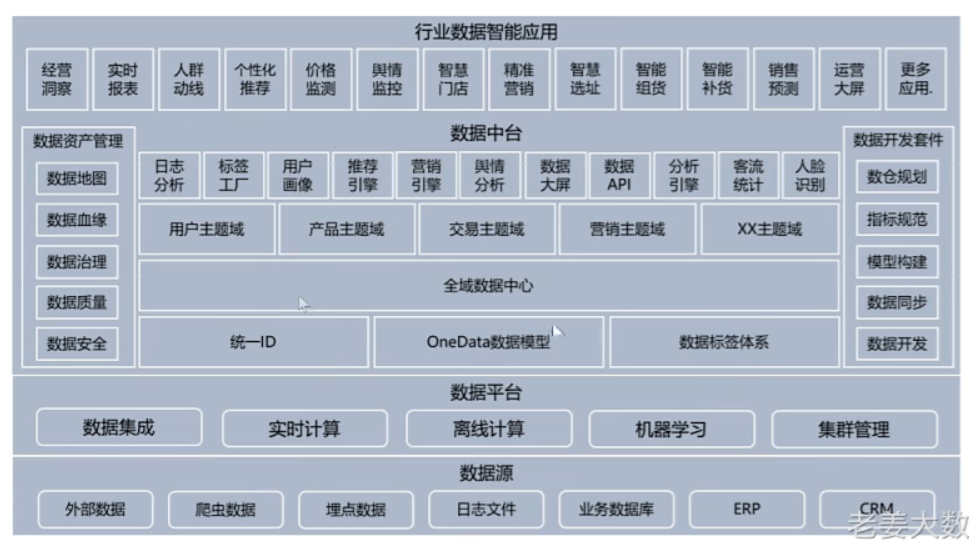 行业数据智能应用
经营 实时 人群 个性化 价格 舆情 智慧 精准 智慧 智能 智能 销售 运营 更多
洞察 报表 动线 推荐 监测 监控 门店 营销 选址 组货 补货 预测 大屏 应用.
数据中台
数据资产管理
数据地图
数据血缘
数据治理
数据质量
数据安全
日志 标签 用户 推荐 营销 舆情 数据 数据 分析 客流 人脸
分析 工厂 画像 引擎 引擎 分析 大屏 API 引擎 统计 识别
用户主题域 产品主题域 交易主题域 营销主题域 XX主题域
全域数据中心
统一ID OneData数据模型 数据标签体系
数据开发套件
数仓规划
指标规范
模型构建
数据同步
数据开发
数据平台
数据集成 实时计算 离线计算 机器学习 集群管理
数据源
外部数据 爬虫数据 埋点数据 日志文件 业务数据库 ERP CRM
老姜大数